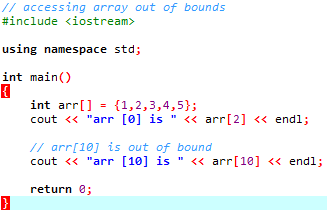 // accessing array out of bounds
#include <iostream>
using namespace std;
int main()
{
int arr[] = {1,2,3,4,5};
cout << "arr [0] is " << arr[2] << endl;
// arr[10] is out of bound
cout << "arr [10] is " << arr[10] << endl;
return 0;
}